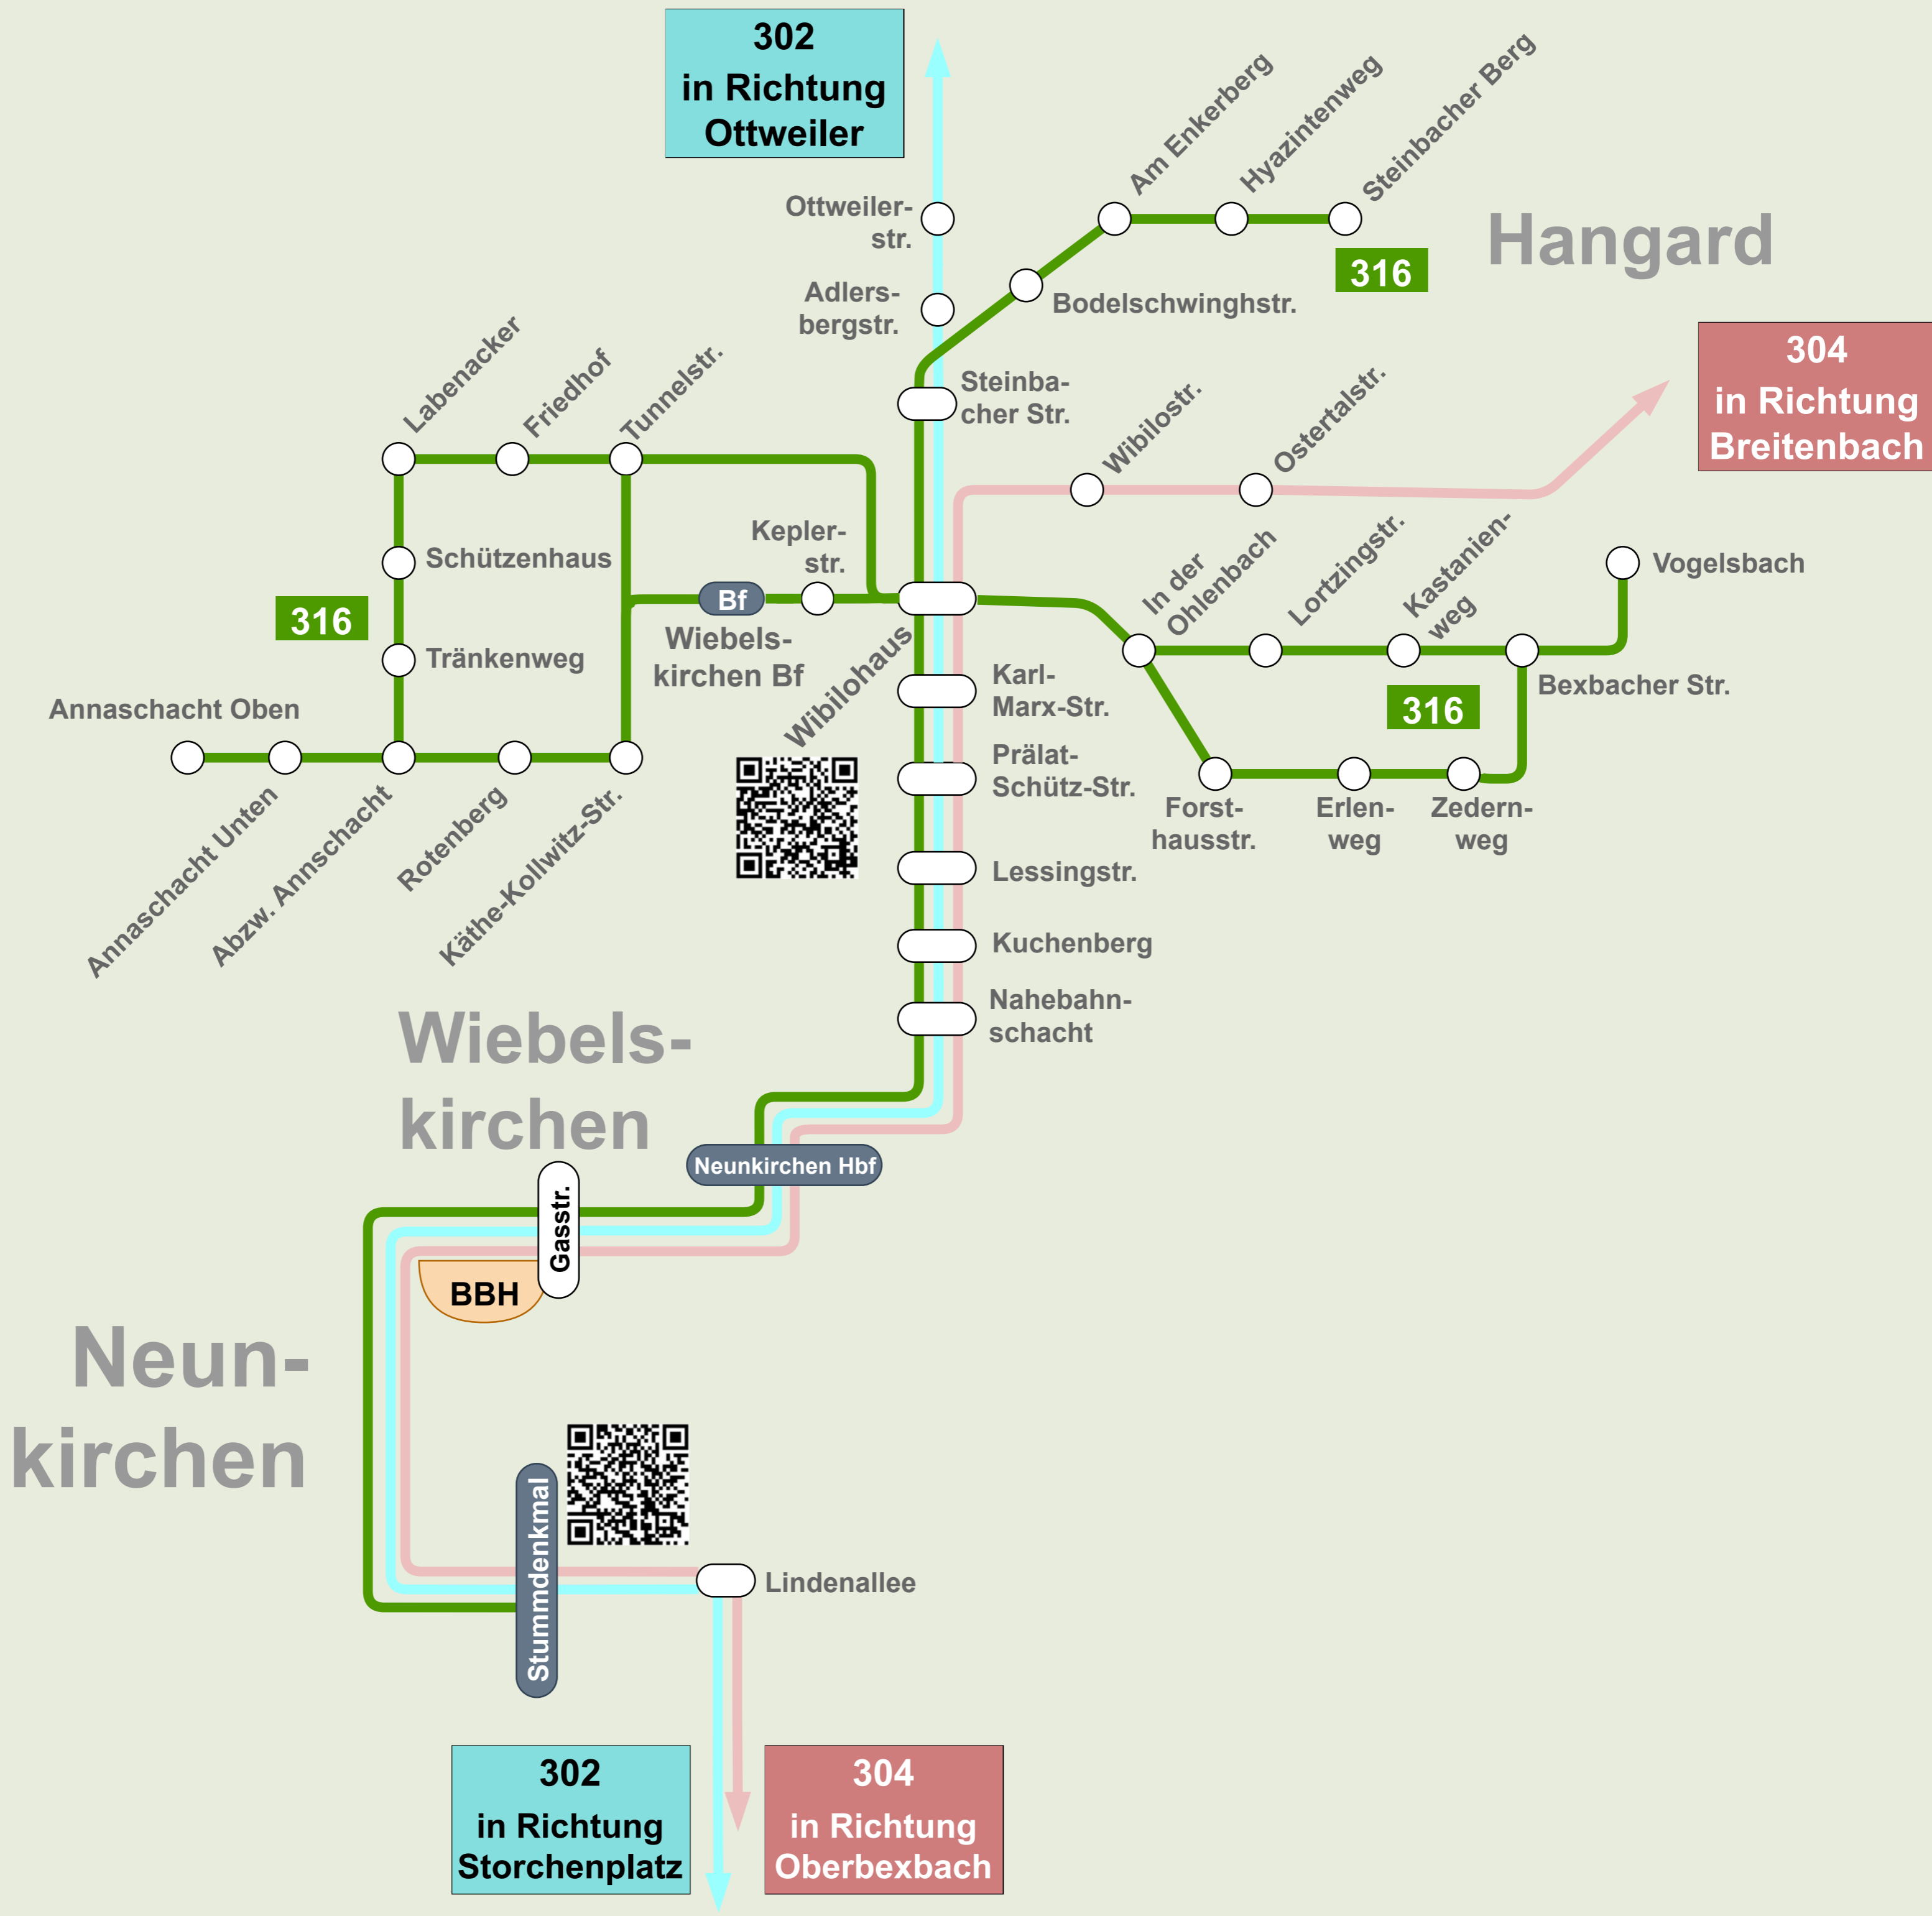 302
in Richtung
Ottweiler
Am Enkerberg
Hyazintenweg
Steinbacher Berg
Ottweiler-
str.
Hangard
316
Adlers-
bergstr.
Bodelschwinghstr.
304
in Richtung
Breitenbach
Labenacker
Friedhof
Tunnelstr.
Steinba-
cher Str.
Wibilostr.
Ostertalstr.
Kepler-
str.
Schützenhaus
In der
Ohlenbach
Lortzingstr.
Kastanien-
weg
Vogelsbach
316
Bf
Wiebels-
kirchen Bf
Wibilohaus
Tränkenweg
Karl-
Marx-Str.
Bexbacher Str.
316
Annaschacht Oben
Prälat-
Schütz-Str.
Forst-
hausstr.
Erlen-
weg
Zedern-
weg
Annaschacht Unten
Abzw. Annschacht
Rotenberg
Käthe-Kollwitz-Str.
Lessingstr.
Kuchenberg
Nahebahn-
schacht
Wiebels-
kirchen
Neunkirchen Hbf
Gasstr.
BBH
Neun-
kirchen
Stummdenkmal
Lindenallee
302
in Richtung
Storchenplatz
304
in Richtung
Oberbexbach